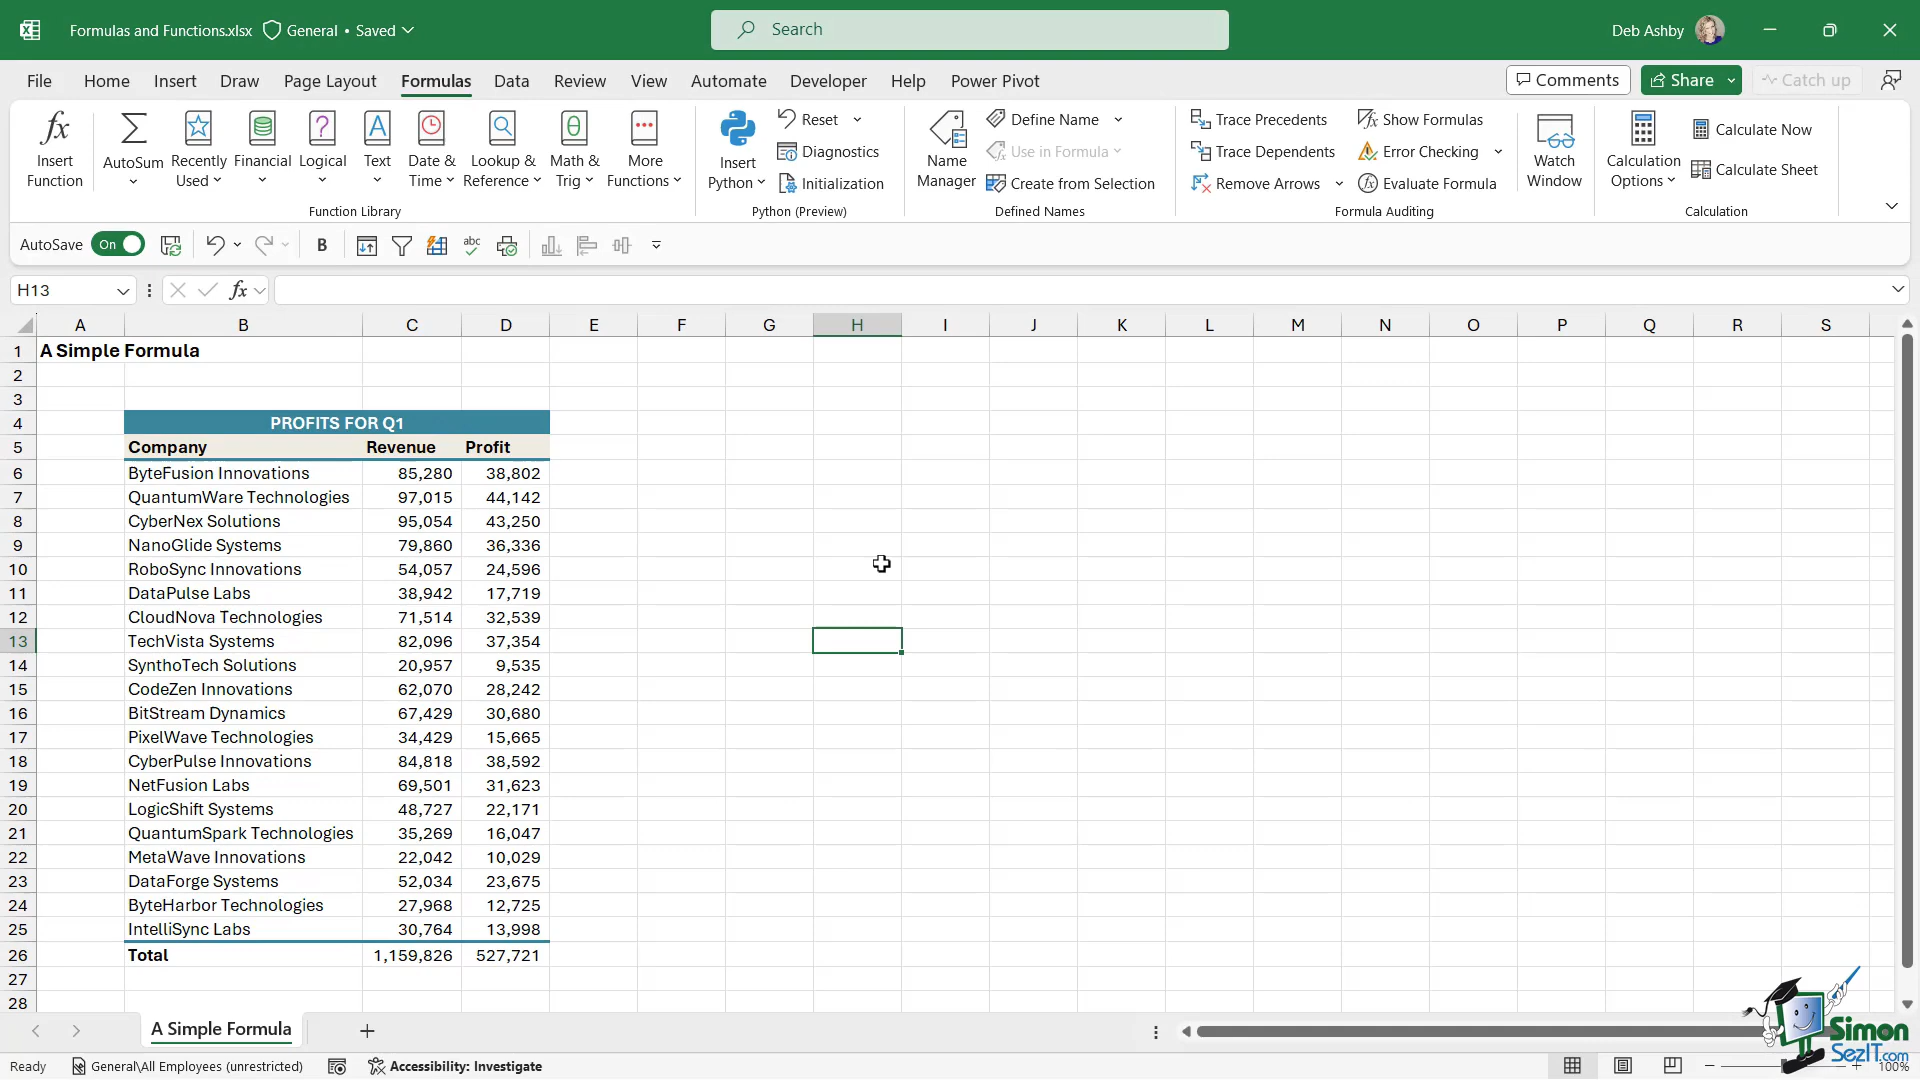 Formulas and Functions.xlsx General • Saved
Search
Deb Ashby
File Home Insert Draw Page Layout Formulas Data Review View Automate Developer Help Power Pivot
Comments Share Catch up
Insert Function
AutoSum
Recently Used
Financial
Logical
Text
Date & Time
Lookup & Reference
Math & Trig
More Functions
Function Library
Insert Python
Reset
Diagnostics
Initialization
Python (Preview)
Name Manager
Define Name
Use in Formula
Create from Selection
Defined Names
Trace Precedents
Trace Dependents
Remove Arrows
Show Formulas
Error Checking
Evaluate Formula
Formula Auditing
Watch Window
Calculation Options
Calculate Now
Calculate Sheet
Calculation
AutoSave On B abc
H13 fx
A B C D E F G H I J K L M N O P Q R S
1 A Simple Formula
2
3
4 PROFITS FOR Q1
5 Company Revenue Profit
6 ByteFusion Innovations 85,280 38,802
7 QuantumWare Technologies 97,015 44,142
8 CyberNex Solutions 95,054 43,250
9 NanoGlide Systems 79,860 36,336
10 RoboSync Innovations 54,057 24,596
11 DataPulse Labs 38,942 17,719
12 CloudNova Technologies 71,514 32,539
13 TechVista Systems 82,096 37,354
14 SynthoTech Solutions 20,957 9,535
15 CodeZen Innovations 62,070 28,242
16 BitStream Dynamics 67,429 30,680
17 PixelWave Technologies 34,429 15,665
18 CyberPulse Innovations 84,818 38,592
19 NetFusion Labs 69,501 31,623
20 LogicShift Systems 48,727 22,171
21 QuantumSpark Technologies 35,269 16,047
22 MetaWave Innovations 22,042 10,029
23 DataForge Systems 52,034 23,675
24 ByteHarbor Technologies 27,968 12,725
25 IntelliSync Labs 30,764 13,998
26 Total 1,159,826 527,721
27
28
A Simple Formula
Simon
SezIT.com
Ready General\All Employees (unrestricted) Accessibility: Investigate 100%